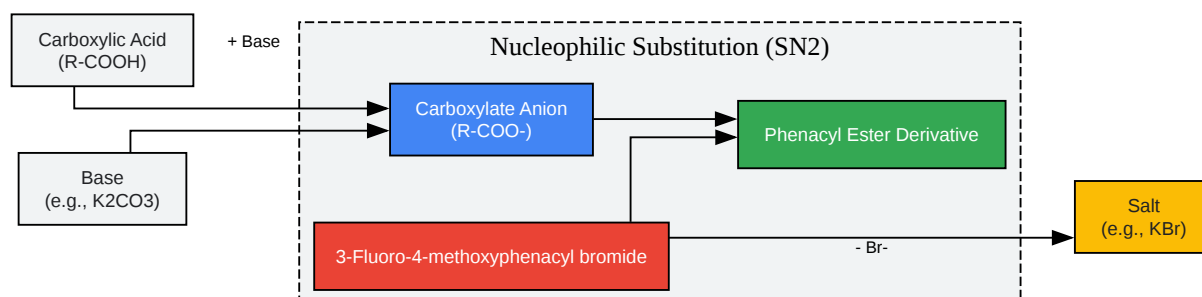 Carboxylic Acid
(R-COOH)
+ Base
Nucleophilic Substitution (SN2)
Carboxylate Anion
(R-COO-)
Phenacyl Ester Derivative
Base
(e.g., K2CO3)
3-Fluoro-4-methoxyphenacyl bromide
- Br-
Salt
(e.g., KBr)